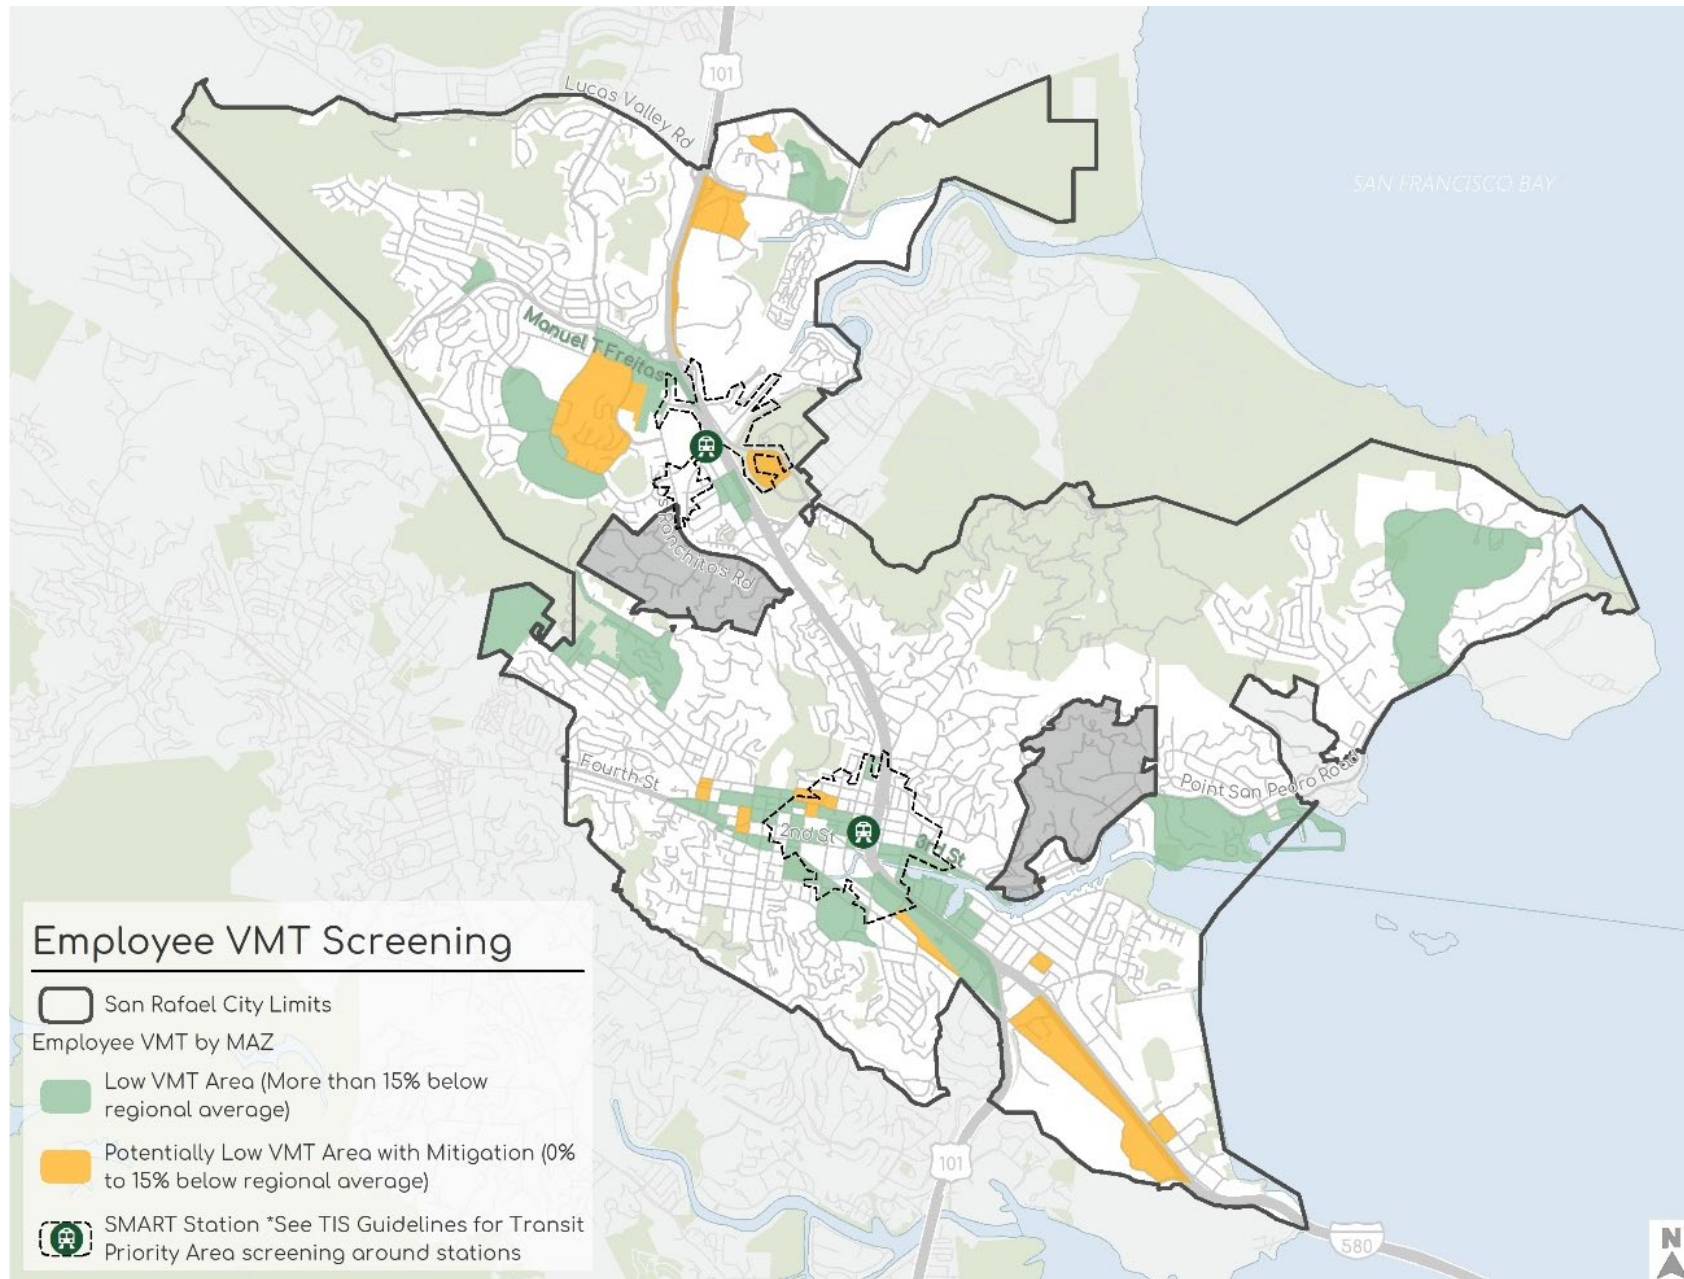 101
Lucas Valley Rd
SAN FRANCISCO BAY
Manuel T Freitas
Ranchitos Rd
Fourth St
Point San Pedro Road
2nd St
3rd St
Employee VMT Screening
San Rafael City Limits
Employee VMT by MAZ
Low VMT Area (More than 15% below
regional average)
Potentially Low VMT Area with Mitigation (0%
to 15% below regional average)
SMART Station *See TIS Guidelines for Transit
Priority Area screening around stations
101
580
N